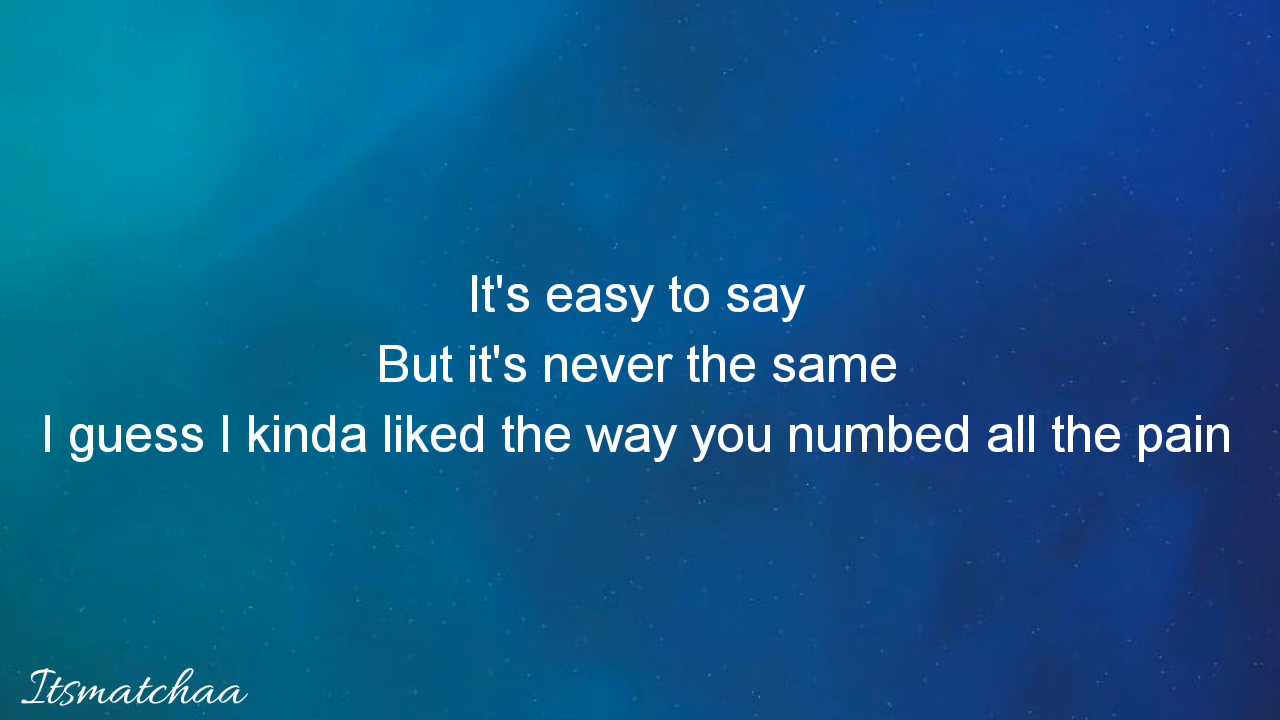 It's easy to say
But it's never the same
I guess I kinda liked the way you numbed all the pain
Itsmatchaa